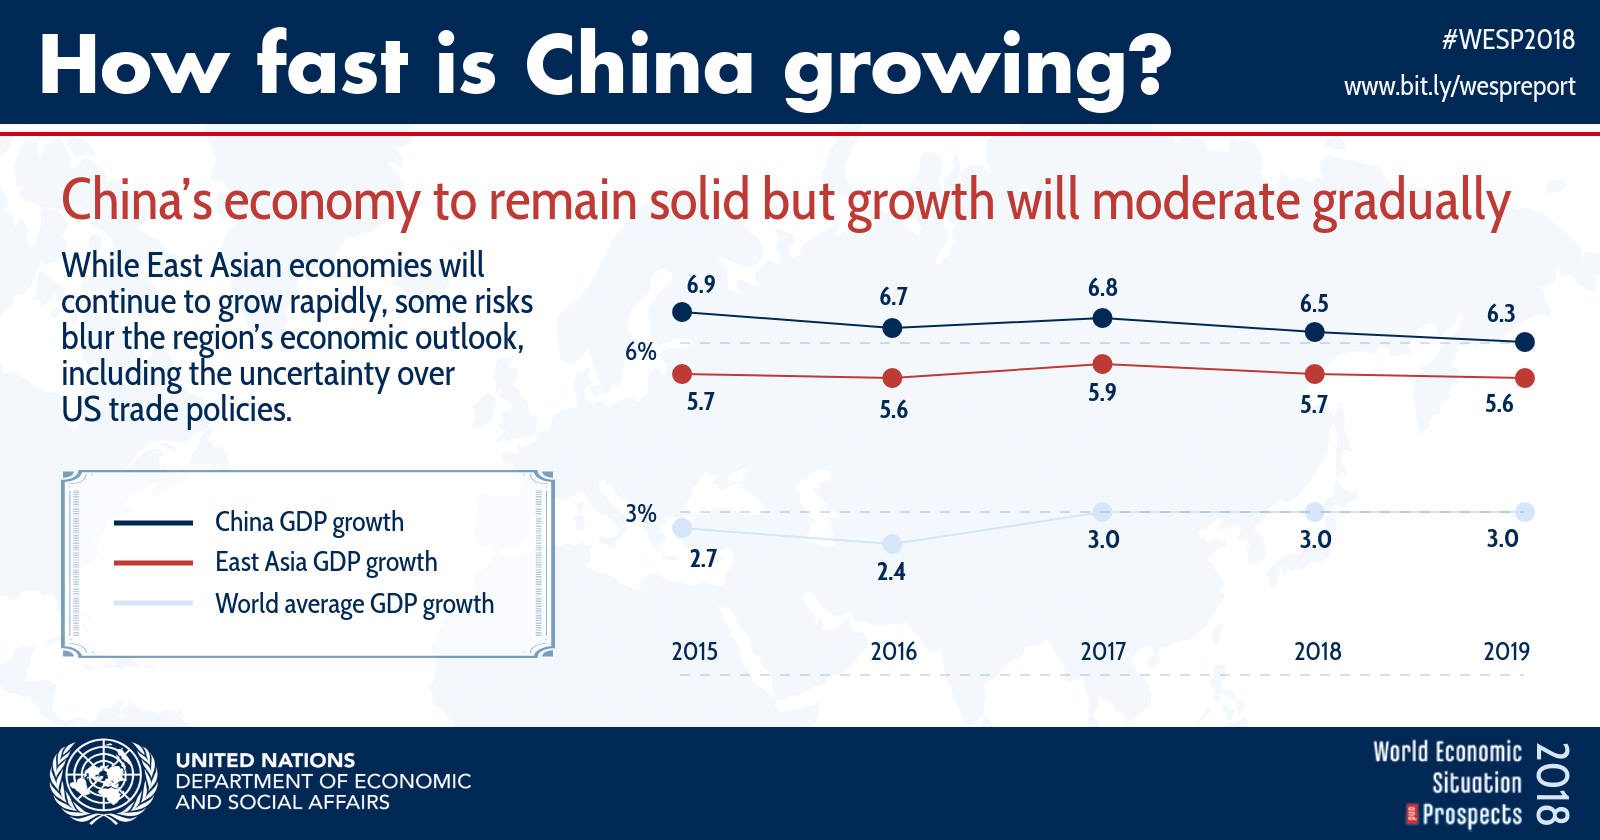 How fast is China growing?
#WESP2018
www.bit.ly/wespreport
China's economy to remain solid but growth will moderate gradually
While East Asian economies will
continue to grow rapidly, some risks
blur the region's economic outlook,
including the uncertainty over
US trade policies.
China GDP growth
East Asia GDP growth
World average GDP growth
6.9
6.7
6.8
6.5
6.3
6%
5.7
5.6
5.9
5.7
5.6
3%
2.7
2.4
3.0
3.0
3.0
2015
2016
2017
2018
2019
UNITED NATIONS
DEPARTMENT OF ECONOMIC
AND SOCIAL AFFAIRS
World Economic
Situation
and Prospects
2018